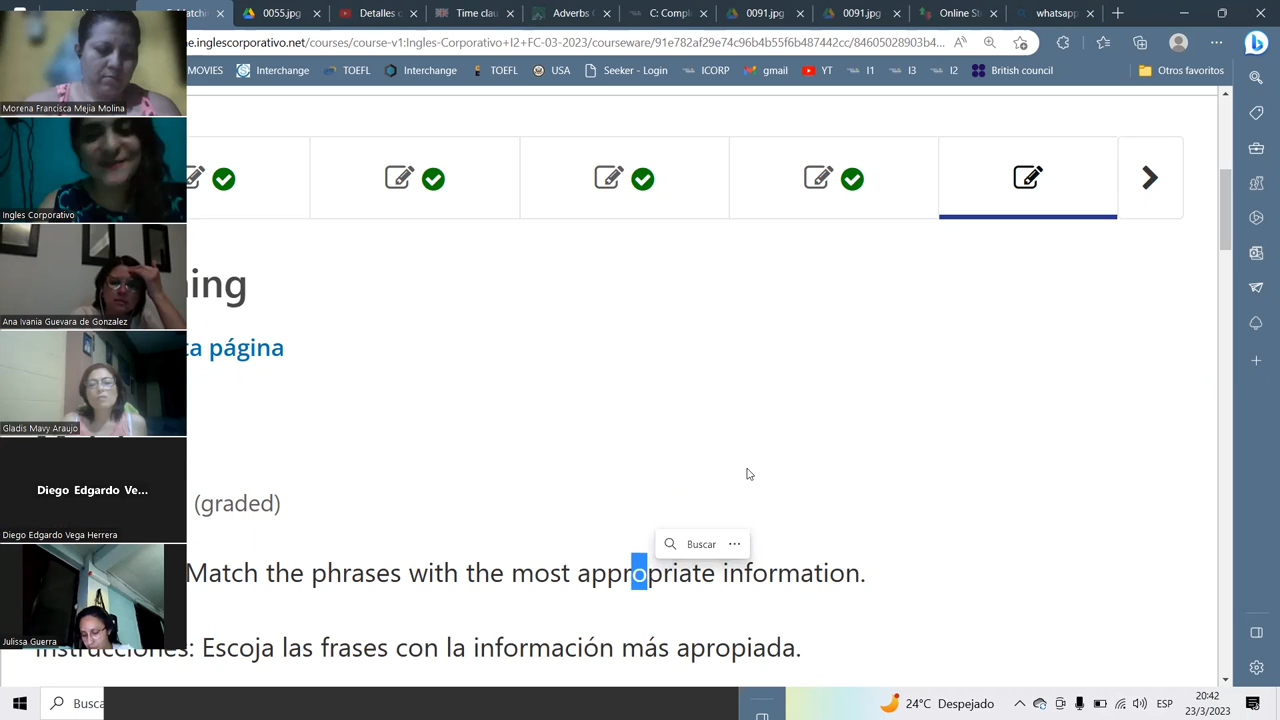 0055.jpg
Detalles
Time clau
Adverbs
C: Compl
0091.jpg
0091.jpg
Online St
whatsapp
ne.inglescorporativo.net/courses/course-v1:Ingles-Corporativo+I2+FC-03-2023/courseware/91e782af29e74c96b4b55f6b487442cc/84605028903b4...
MOVIES
Interchange
TOEFL
Interchange
TOEFL
USA
Seeker - Login
ICORP
gmail
YT
I1
I3
I2
British council
Otros favoritos
Morena Francisca Mejia Molina
Ingles Corporativo
Ana Ivania Guevara de Gonzalez
Gladis Mavy Araujo
Diego Edgardo Ve...
Diego Edgardo Vega Herrera
Julissa Guerra
ing
ta página
(graded)
Buscar
Match the phrases with the most appropriate information.
Instrucciones: Escoja las frases con la información más apropiada.
Busca
24°C Despejado
ESP
20:42
23/3/2023